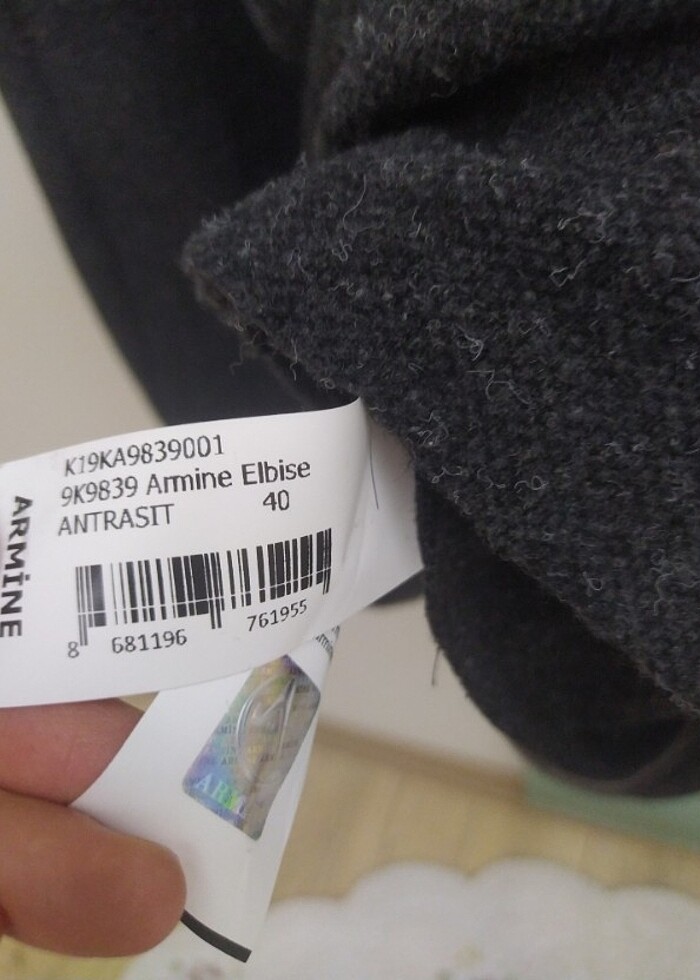 K19KA9839001
9K9839 Armine Elbise
ANTRASIT 40
8 681196 761955
ARMİNE